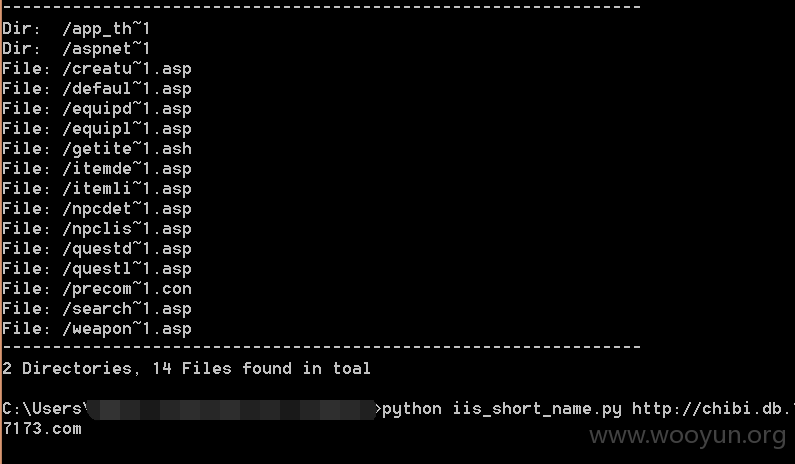 ----------------------------------------------------------------
Dir:  /app_th~1
Dir:  /aspnet~1
File: /creatu~1.asp
File: /defaul~1.asp
File: /equipd~1.asp
File: /equipl~1.asp
File: /getite~1.ash
File: /itemde~1.asp
File: /itemli~1.asp
File: /npcdet~1.asp
File: /npclis~1.asp
File: /questd~1.asp
File: /questl~1.asp
File: /precom~1.con
File: /search~1.asp
File: /weapon~1.asp
----------------------------------------------------------------
2 Directories, 14 Files found in toal
C:\Users\ >python iis_short_name.py http://chibi.db.
7173.com
www.wooyun.org